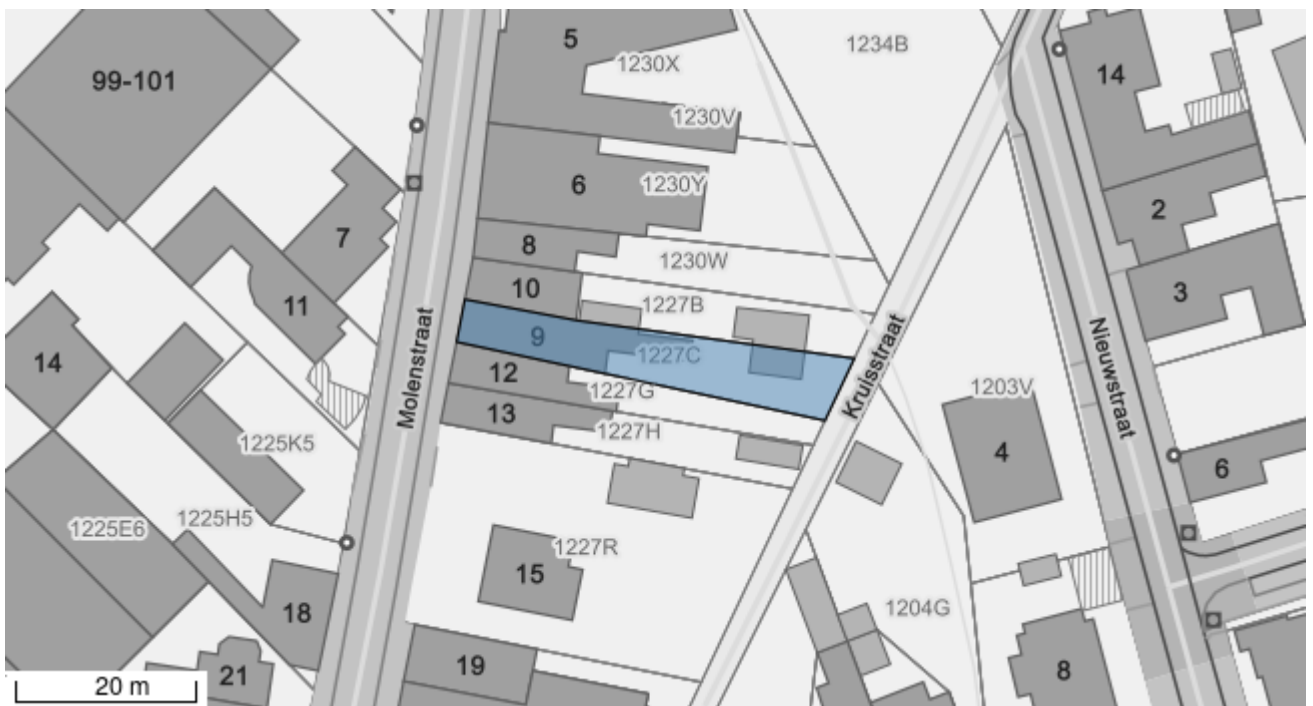 5
1230X
1234B
14
99-101
1230V
6
1230Y
7
2
8
1230W
10
1227B
3
11
9
1227C
14
12
1227G
Molenstraat
Kruisstraat
Nieuwstraat
1203V
13
1227H
1225K5
4
6
1225H5
1225E6
1227R
15
1204G
18
19
21
8
20 m